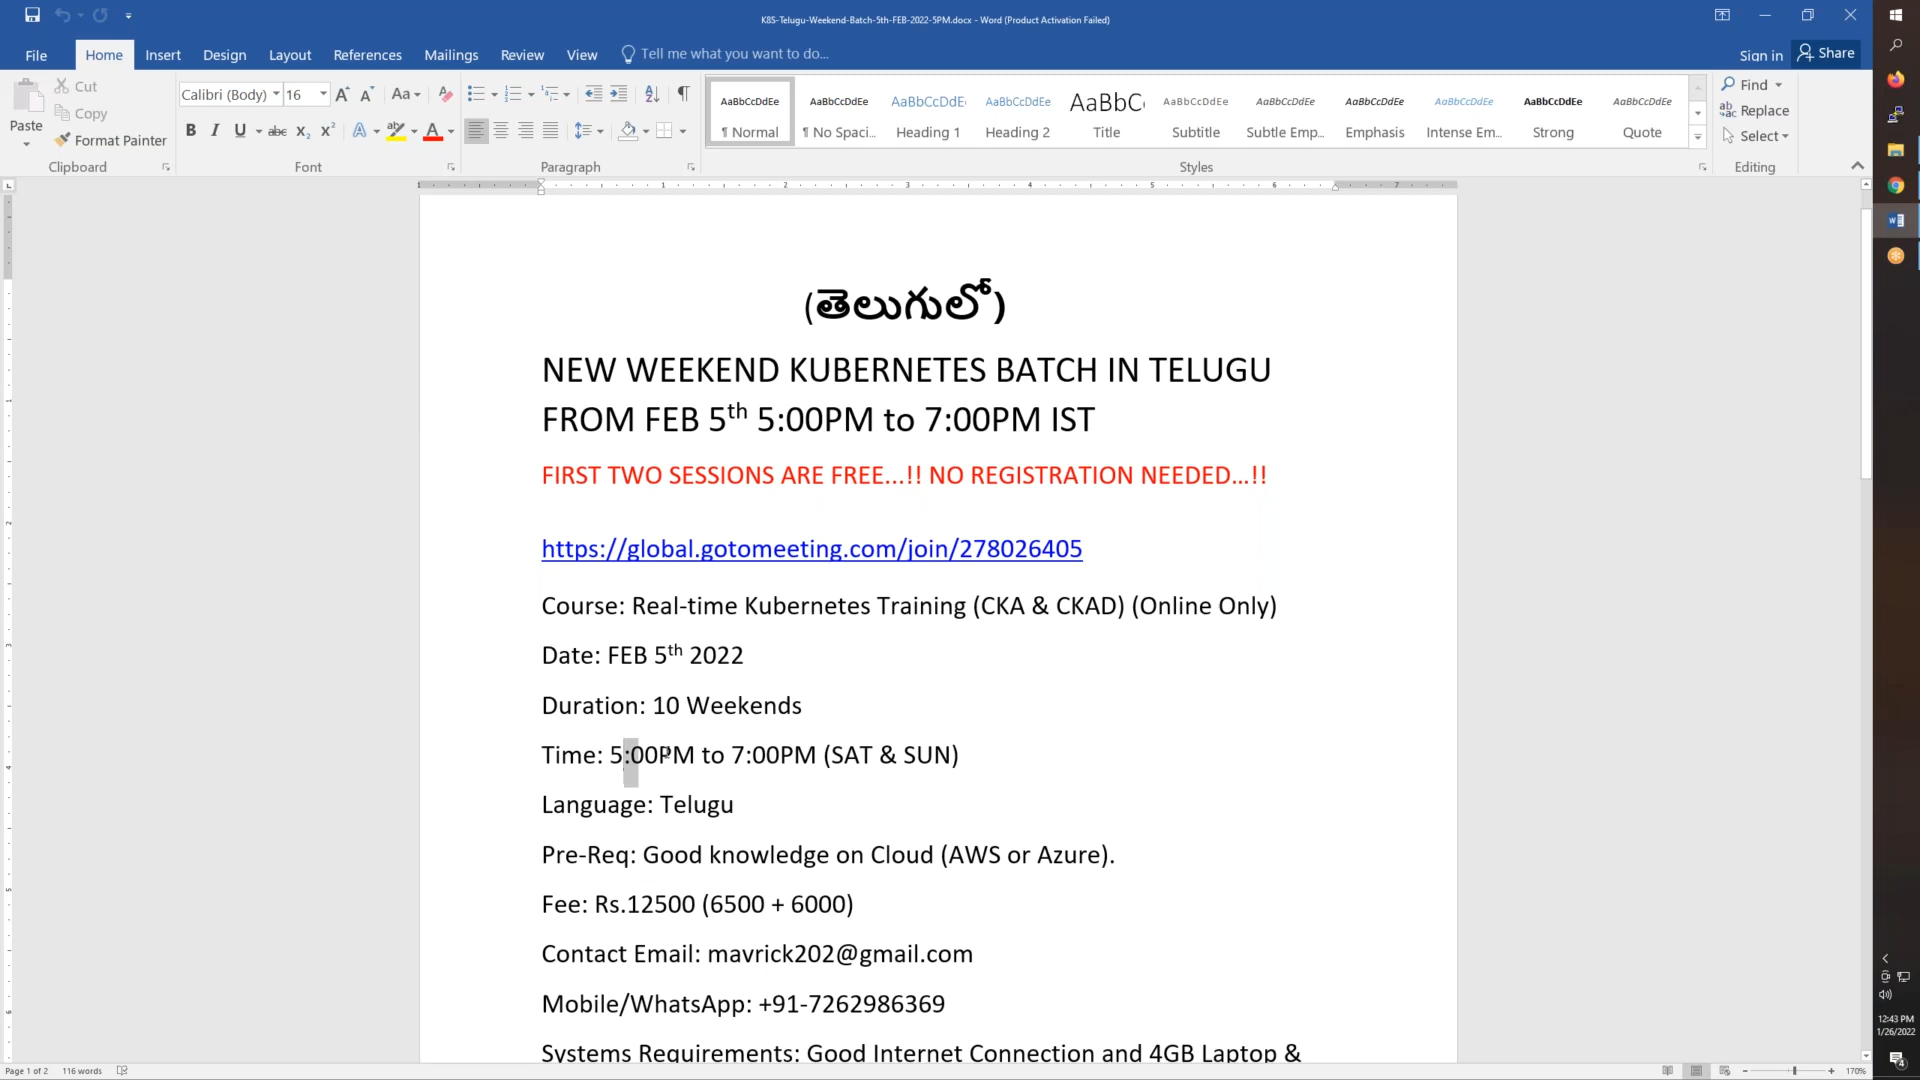 K8S-Telugu-Weekend-Batch-5th-FEB-2022-5PM.docx - Word (Product Activation Failed)
File Home Insert Design Layout References Mailings Review View Tell me what you want to do... Sign in Share
Paste Cut Copy Format Painter
Calibri (Body) 16
Clipboard Font Paragraph Styles Editing
AaBbCcDdEe AaBbCcDdEe AaBbCcDdE AaBbCcDdEe AaBbC AaBbCcDdEe AaBbCcDdEe AaBbCcDdEe AaBbCcDdEe AaBbCcDdEe AaBbCcDdEe
¶ Normal ¶ No Spaci... Heading 1 Heading 2 Title Subtitle Subtle Emp... Emphasis Intense Em... Strong Quote
Find
Replace
Select
(తెలుగులో)
NEW WEEKEND KUBERNETES BATCH IN TELUGU
FROM FEB 5th 5:00PM to 7:00PM IST
FIRST TWO SESSIONS ARE FREE...!! NO REGISTRATION NEEDED...!!
https://global.gotomeeting.com/join/278026405
Course: Real-time Kubernetes Training (CKA & CKAD) (Online Only)
Date: FEB 5th 2022
Duration: 10 Weekends
Time: 5:00PM to 7:00PM (SAT & SUN)
Language: Telugu
Pre-Req: Good knowledge on Cloud (AWS or Azure).
Fee: Rs.12500 (6500 + 6000)
Contact Email: mavrick202@gmail.com
Mobile/WhatsApp: +91-7262986369
Systems Requirements: Good Internet Connection and 4GB Laptop &
Page 1 of 2 116 words 170%
12:43 PM
1/26/2022